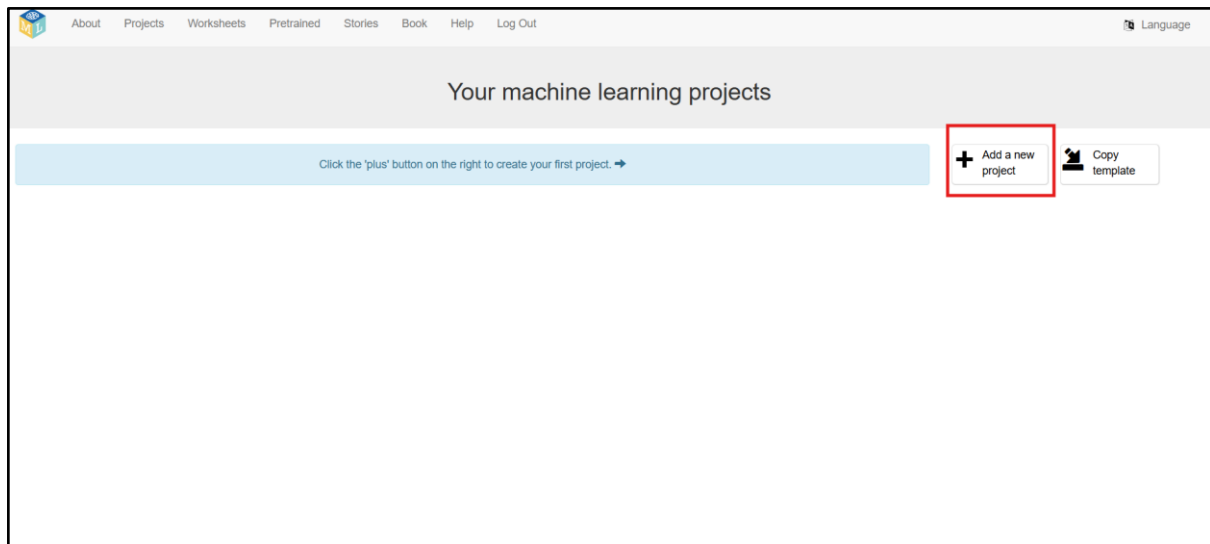 About Projects Worksheets Pretrained Stories Book Help Log Out Language
Your machine learning projects
Click the 'plus' button on the right to create your first project.
Add a new
project
Copy
template